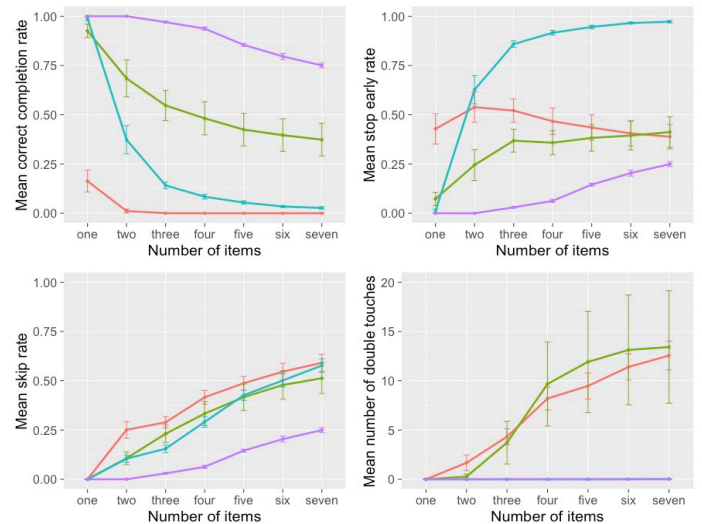 Mean correct completion rate
1.00
0.75
0.50
0.25
0.00
one two three four five six seven
Number of items
Mean stop early rate
1.00
0.75
0.50
0.25
0.00
one two three four five six seven
Number of items
Mean skip rate
1.00
0.75
0.50
0.25
0.00
one two three four five six seven
Number of items
Mean number of double touches
20
15
10
5
0
one two three four five six seven
Number of items